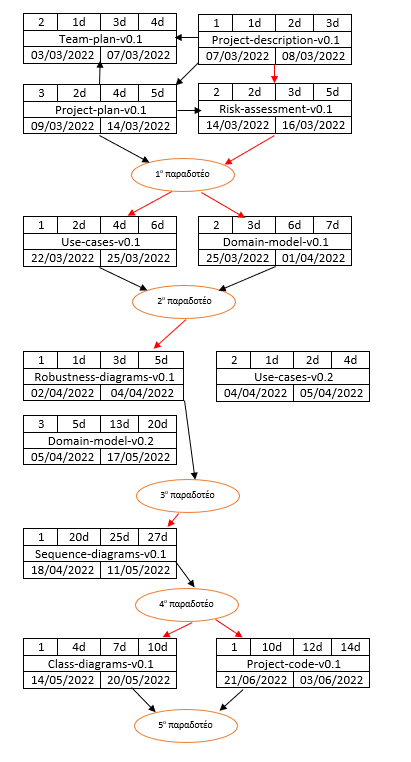 2 1d 3d 4d
Team-plan-v0.1
03/03/2022 07/03/2022
1 1d 2d 3d
Project-description-v0.1
07/03/2022 08/03/2022
3 2d 4d 5d
Project-plan-v0.1
09/03/2022 14/03/2022
2 2d 3d 5d
Risk-assessment-v0.1
14/03/2022 16/03/2022
1ο παραδοτέο
1 2d 4d 6d
Use-cases-v0.1
22/03/2022 25/03/2022
2 3d 6d 7d
Domain-model-v0.1
25/03/2022 01/04/2022
2ο παραδοτέο
1 1d 3d 5d
Robustness-diagrams-v0.1
02/04/2022 04/04/2022
2 1d 2d 4d
Use-cases-v0.2
04/04/2022 05/04/2022
3 5d 13d 20d
Domain-model-v0.2
05/04/2022 17/05/2022
3ο παραδοτέο
1 20d 25d 27d
Sequence-diagrams-v0.1
18/04/2022 11/05/2022
4ο παραδοτέο
1 4d 7d 10d
Class-diagrams-v0.1
14/05/2022 20/05/2022
1 10d 12d 14d
Project-code-v0.1
21/06/2022 03/06/2022
5ο παραδοτέο